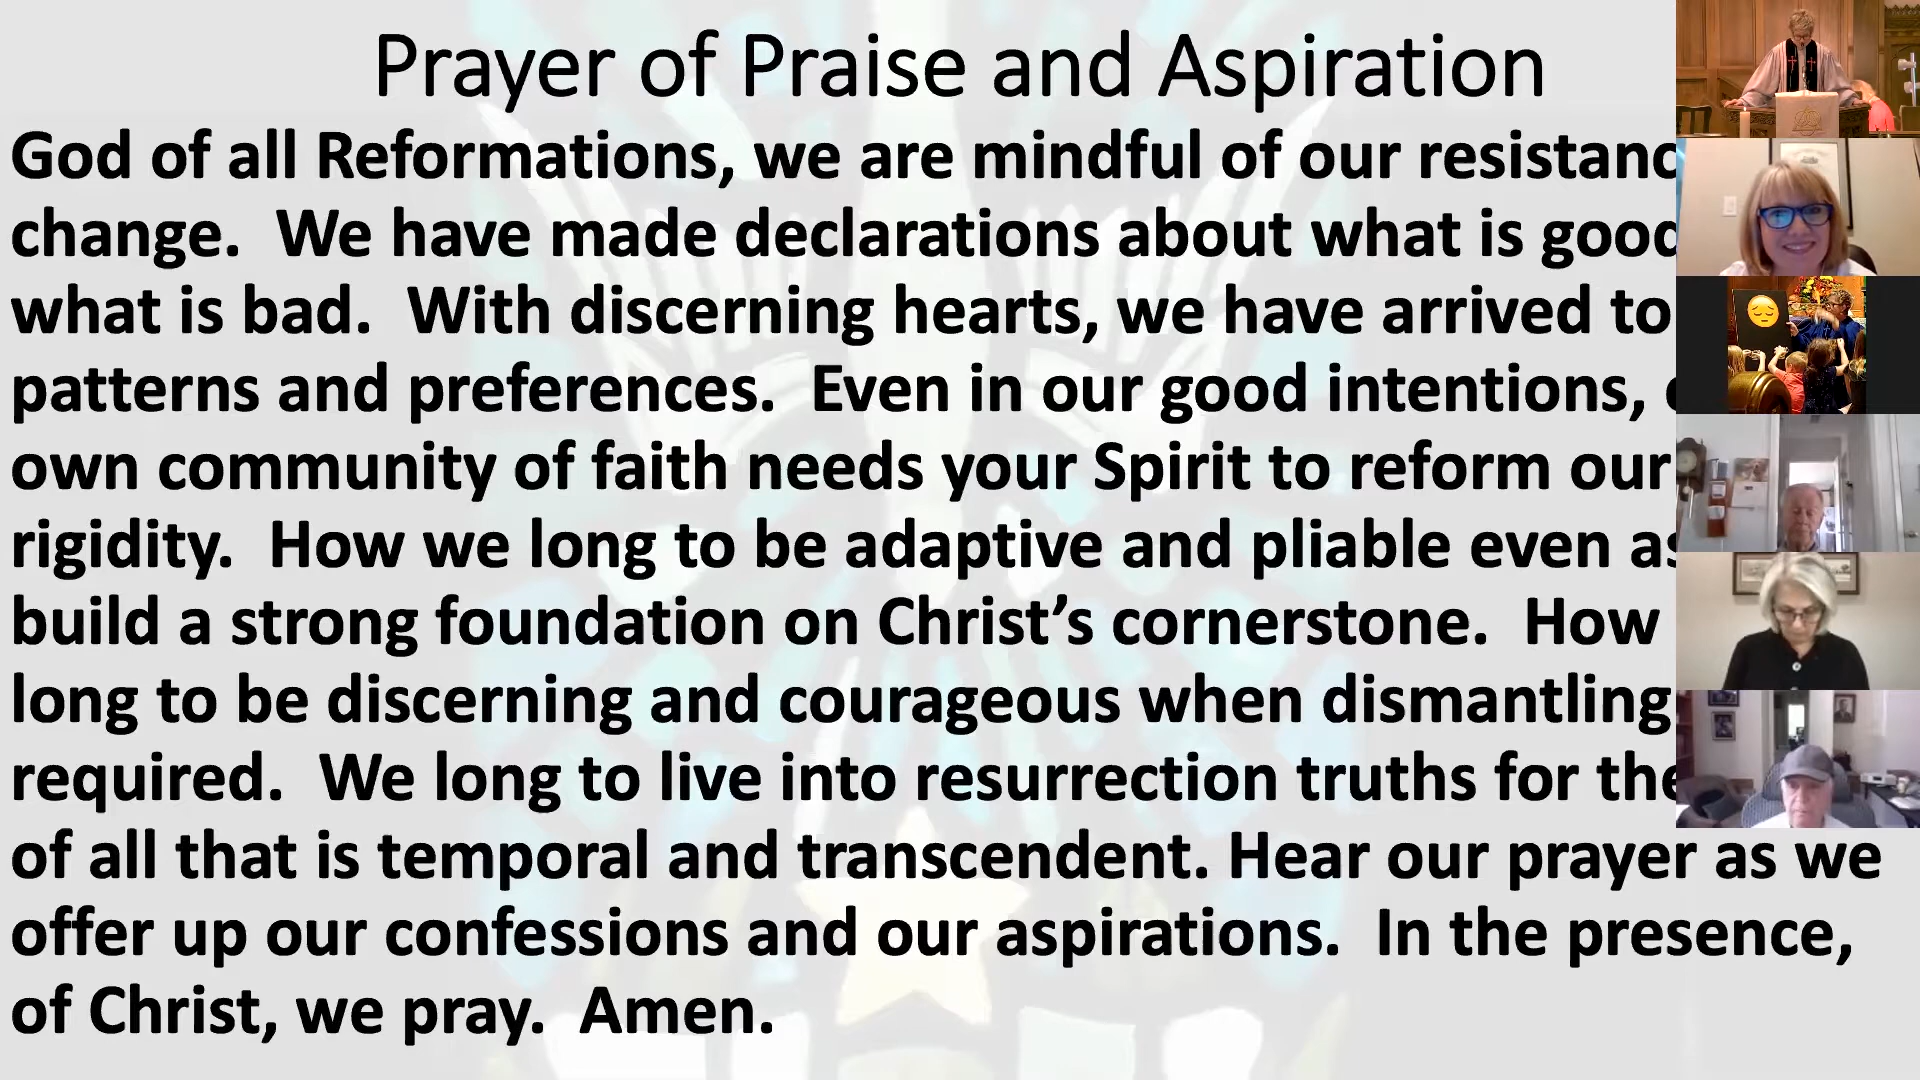 Prayer of Praise and Aspiration
God of all Reformations, we are mindful of our resistanc
change.  We have made declarations about what is good
what is bad.  With discerning hearts, we have arrived to
patterns and preferences.  Even in our good intentions,
own community of faith needs your Spirit to reform our
rigidity.  How we long to be adaptive and pliable even as
build a strong foundation on Christ’s cornerstone.  How
long to be discerning and courageous when dismantling
required.  We long to live into resurrection truths for the
of all that is temporal and transcendent. Hear our prayer as we
offer up our confessions and our aspirations.  In the presence,
of Christ, we pray.  Amen.